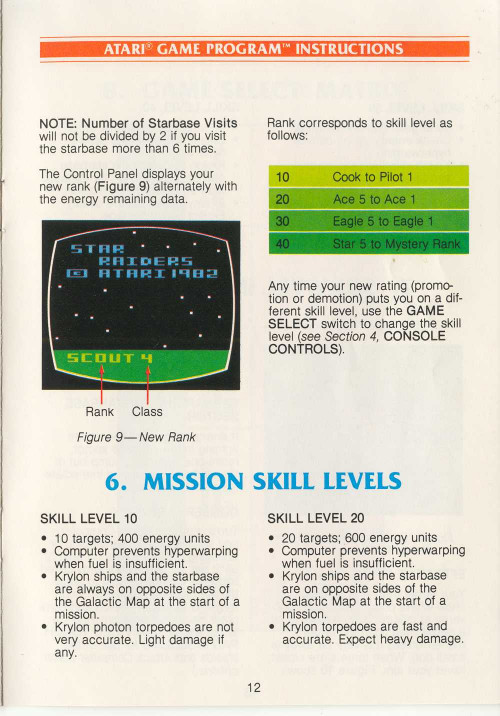 ATARI® GAME PROGRAM™ INSTRUCTIONS
NOTE: Number of Starbase Visits
will not be divided by 2 if you visit
the starbase more than 6 times.
The Control Panel displays your
new rank (Figure 9) alternately with
the energy remaining data.
STAR
RAIDERS
© ATARI 1982
SCOUT 4
Rank Class
Figure 9—New Rank
Rank corresponds to skill level as
follows:
10 Cook to Pilot 1
20 Ace 5 to Ace 1
30 Eagle 5 to Eagle 1
40 Star 5 to Mystery Rank
Any time your new rating (promo-
tion or demotion) puts you on a dif-
ferent skill level, use the GAME
SELECT switch to change the skill
level (see Section 4, CONSOLE
CONTROLS).
6. MISSION SKILL LEVELS
SKILL LEVEL 10
• 10 targets; 400 energy units
• Computer prevents hyperwarping
when fuel is insufficient.
• Krylon ships and the starbase
are always on opposite sides of
the Galactic Map at the start of a
mission.
• Krylon photon torpedoes are not
very accurate. Light damage if
any.
SKILL LEVEL 20
• 20 targets; 600 energy units
• Computer prevents hyperwarping
when fuel is insufficient.
• Krylon ships and the starbase
are on opposite sides of the
Galactic Map at the start of a
mission.
• Krylon torpedoes are fast and
accurate. Expect heavy damage.
12